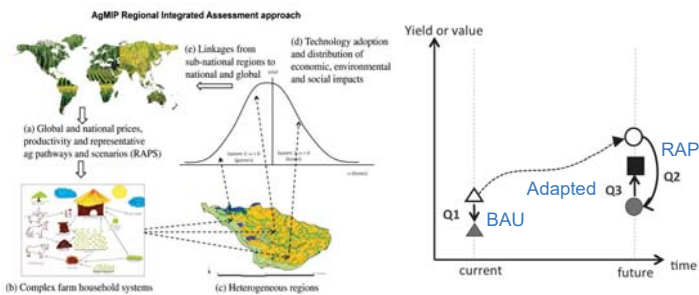 AgMIP Regional Integrated Assessment approach
(e) Linkages from
sub-national regions to
national and global
(d) Technology adoption
and distribution of
economic, environmental
and social impacts
(a) Global and national prices,
productivity and representative
ag pathways and scenarios (RAPS)
(b) Complex farm household systems
(c) Heterogeneous regions
Yield or value
RAP
Q2
Q3
Adapted
Q1
BAU
current
future
time